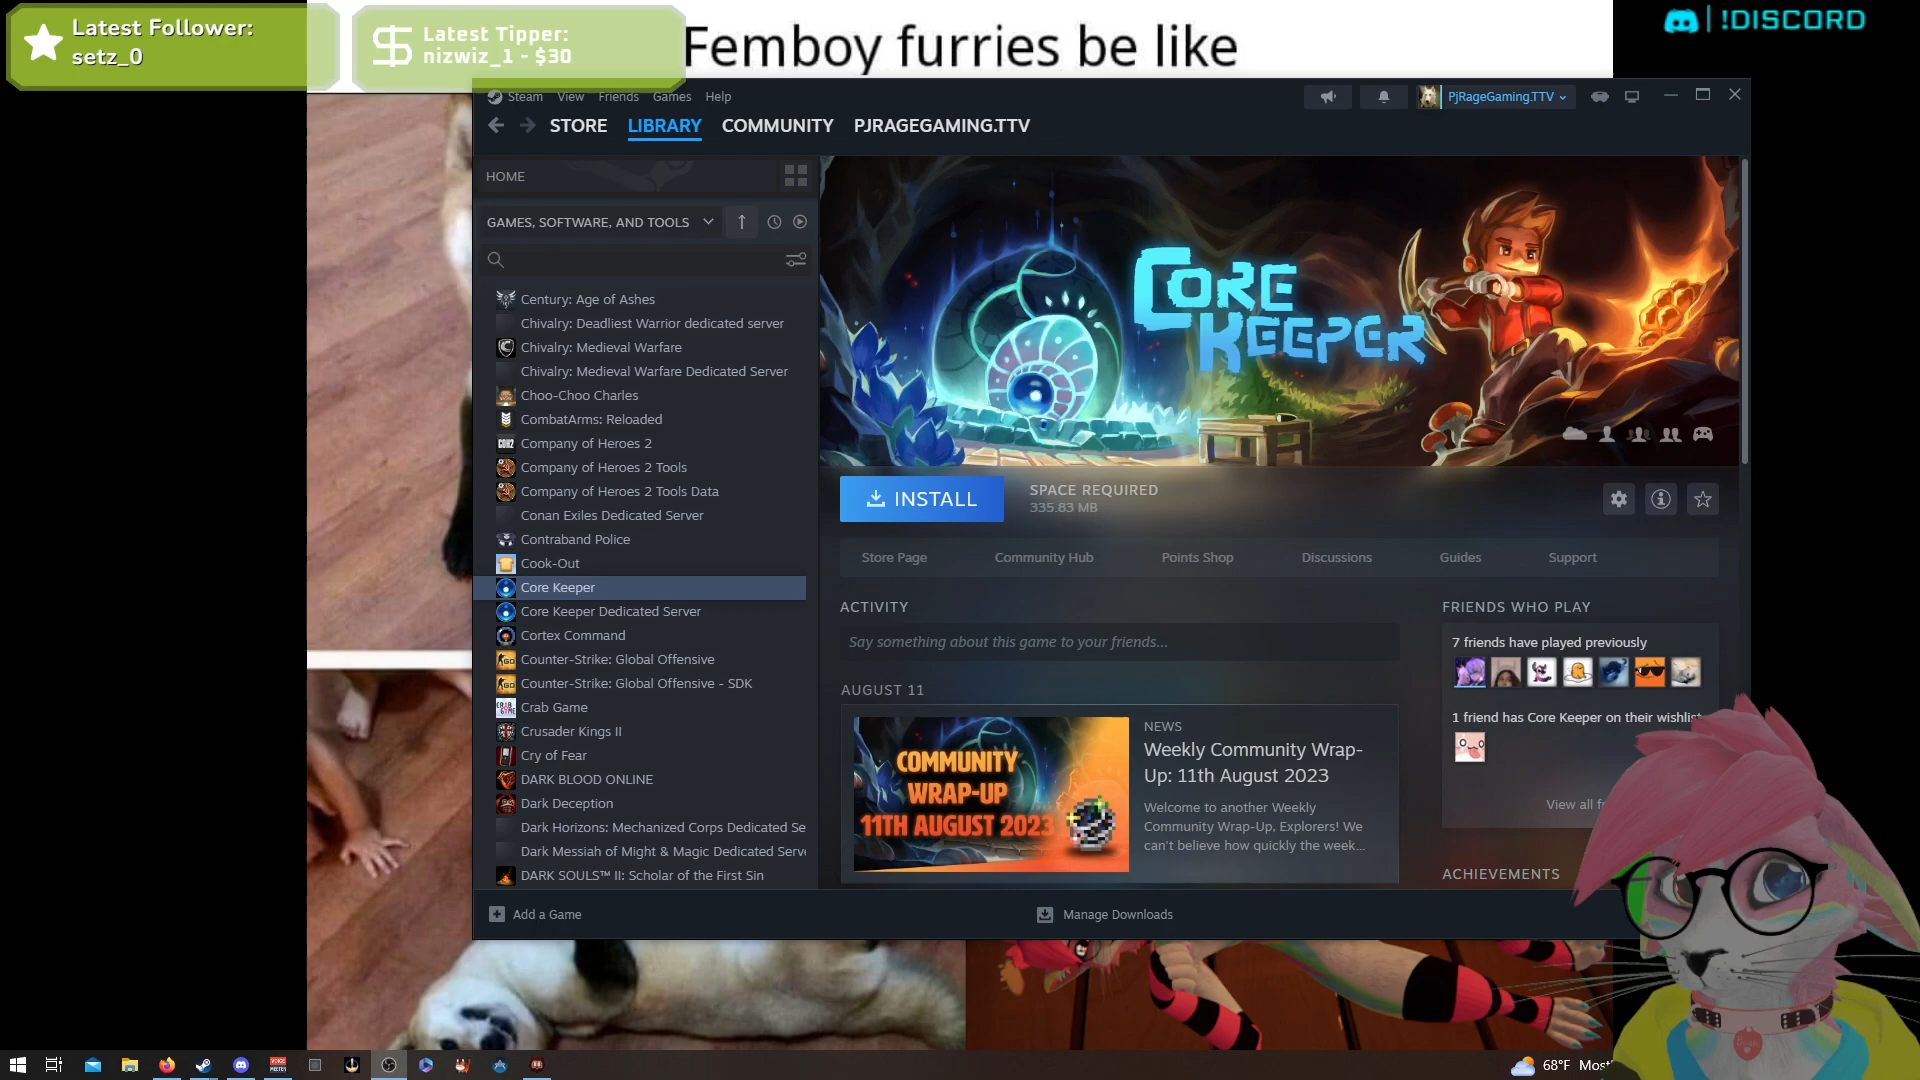 Latest Follower:
setz_0
Latest Tipper:
nizwiz_1 - $30
Femboy furries be like
!DISCORD
Steam View Friends Games Help
PjRageGaming.TTV
STORE LIBRARY COMMUNITY PJRAGEGAMING.TTV
HOME
GAMES, SOFTWARE, AND TOOLS
Century: Age of Ashes
Chivalry: Deadliest Warrior dedicated server
Chivalry: Medieval Warfare
Chivalry: Medieval Warfare Dedicated Server
Choo-Choo Charles
CombatArms: Reloaded
Company of Heroes 2
Company of Heroes 2 Tools
Company of Heroes 2 Tools Data
Conan Exiles Dedicated Server
Contraband Police
Cook-Out
Core Keeper
Core Keeper Dedicated Server
Cortex Command
Counter-Strike: Global Offensive
Counter-Strike: Global Offensive - SDK
Crab Game
Crusader Kings II
Cry of Fear
DARK BLOOD ONLINE
Dark Deception
Dark Horizons: Mechanized Corps Dedicated Se
Dark Messiah of Might & Magic Dedicated Serve
DARK SOULS™ II: Scholar of the First Sin
CORE
KEEPER
INSTALL
SPACE REQUIRED
335.83 MB
Store Page Community Hub Points Shop Discussions Guides Support
ACTIVITY
Say something about this game to your friends...
AUGUST 11
COMMUNITY
WRAP-UP
11TH AUGUST 2023
NEWS
Weekly Community Wrap-
Up: 11th August 2023
Welcome to another Weekly
Community Wrap-Up, Explorers! We
can't believe how quickly the week...
FRIENDS WHO PLAY
7 friends have played previously
1 friend has Core Keeper on their wishlist
View all
ACHIEVEMENTS
Add a Game
Manage Downloads
68°F